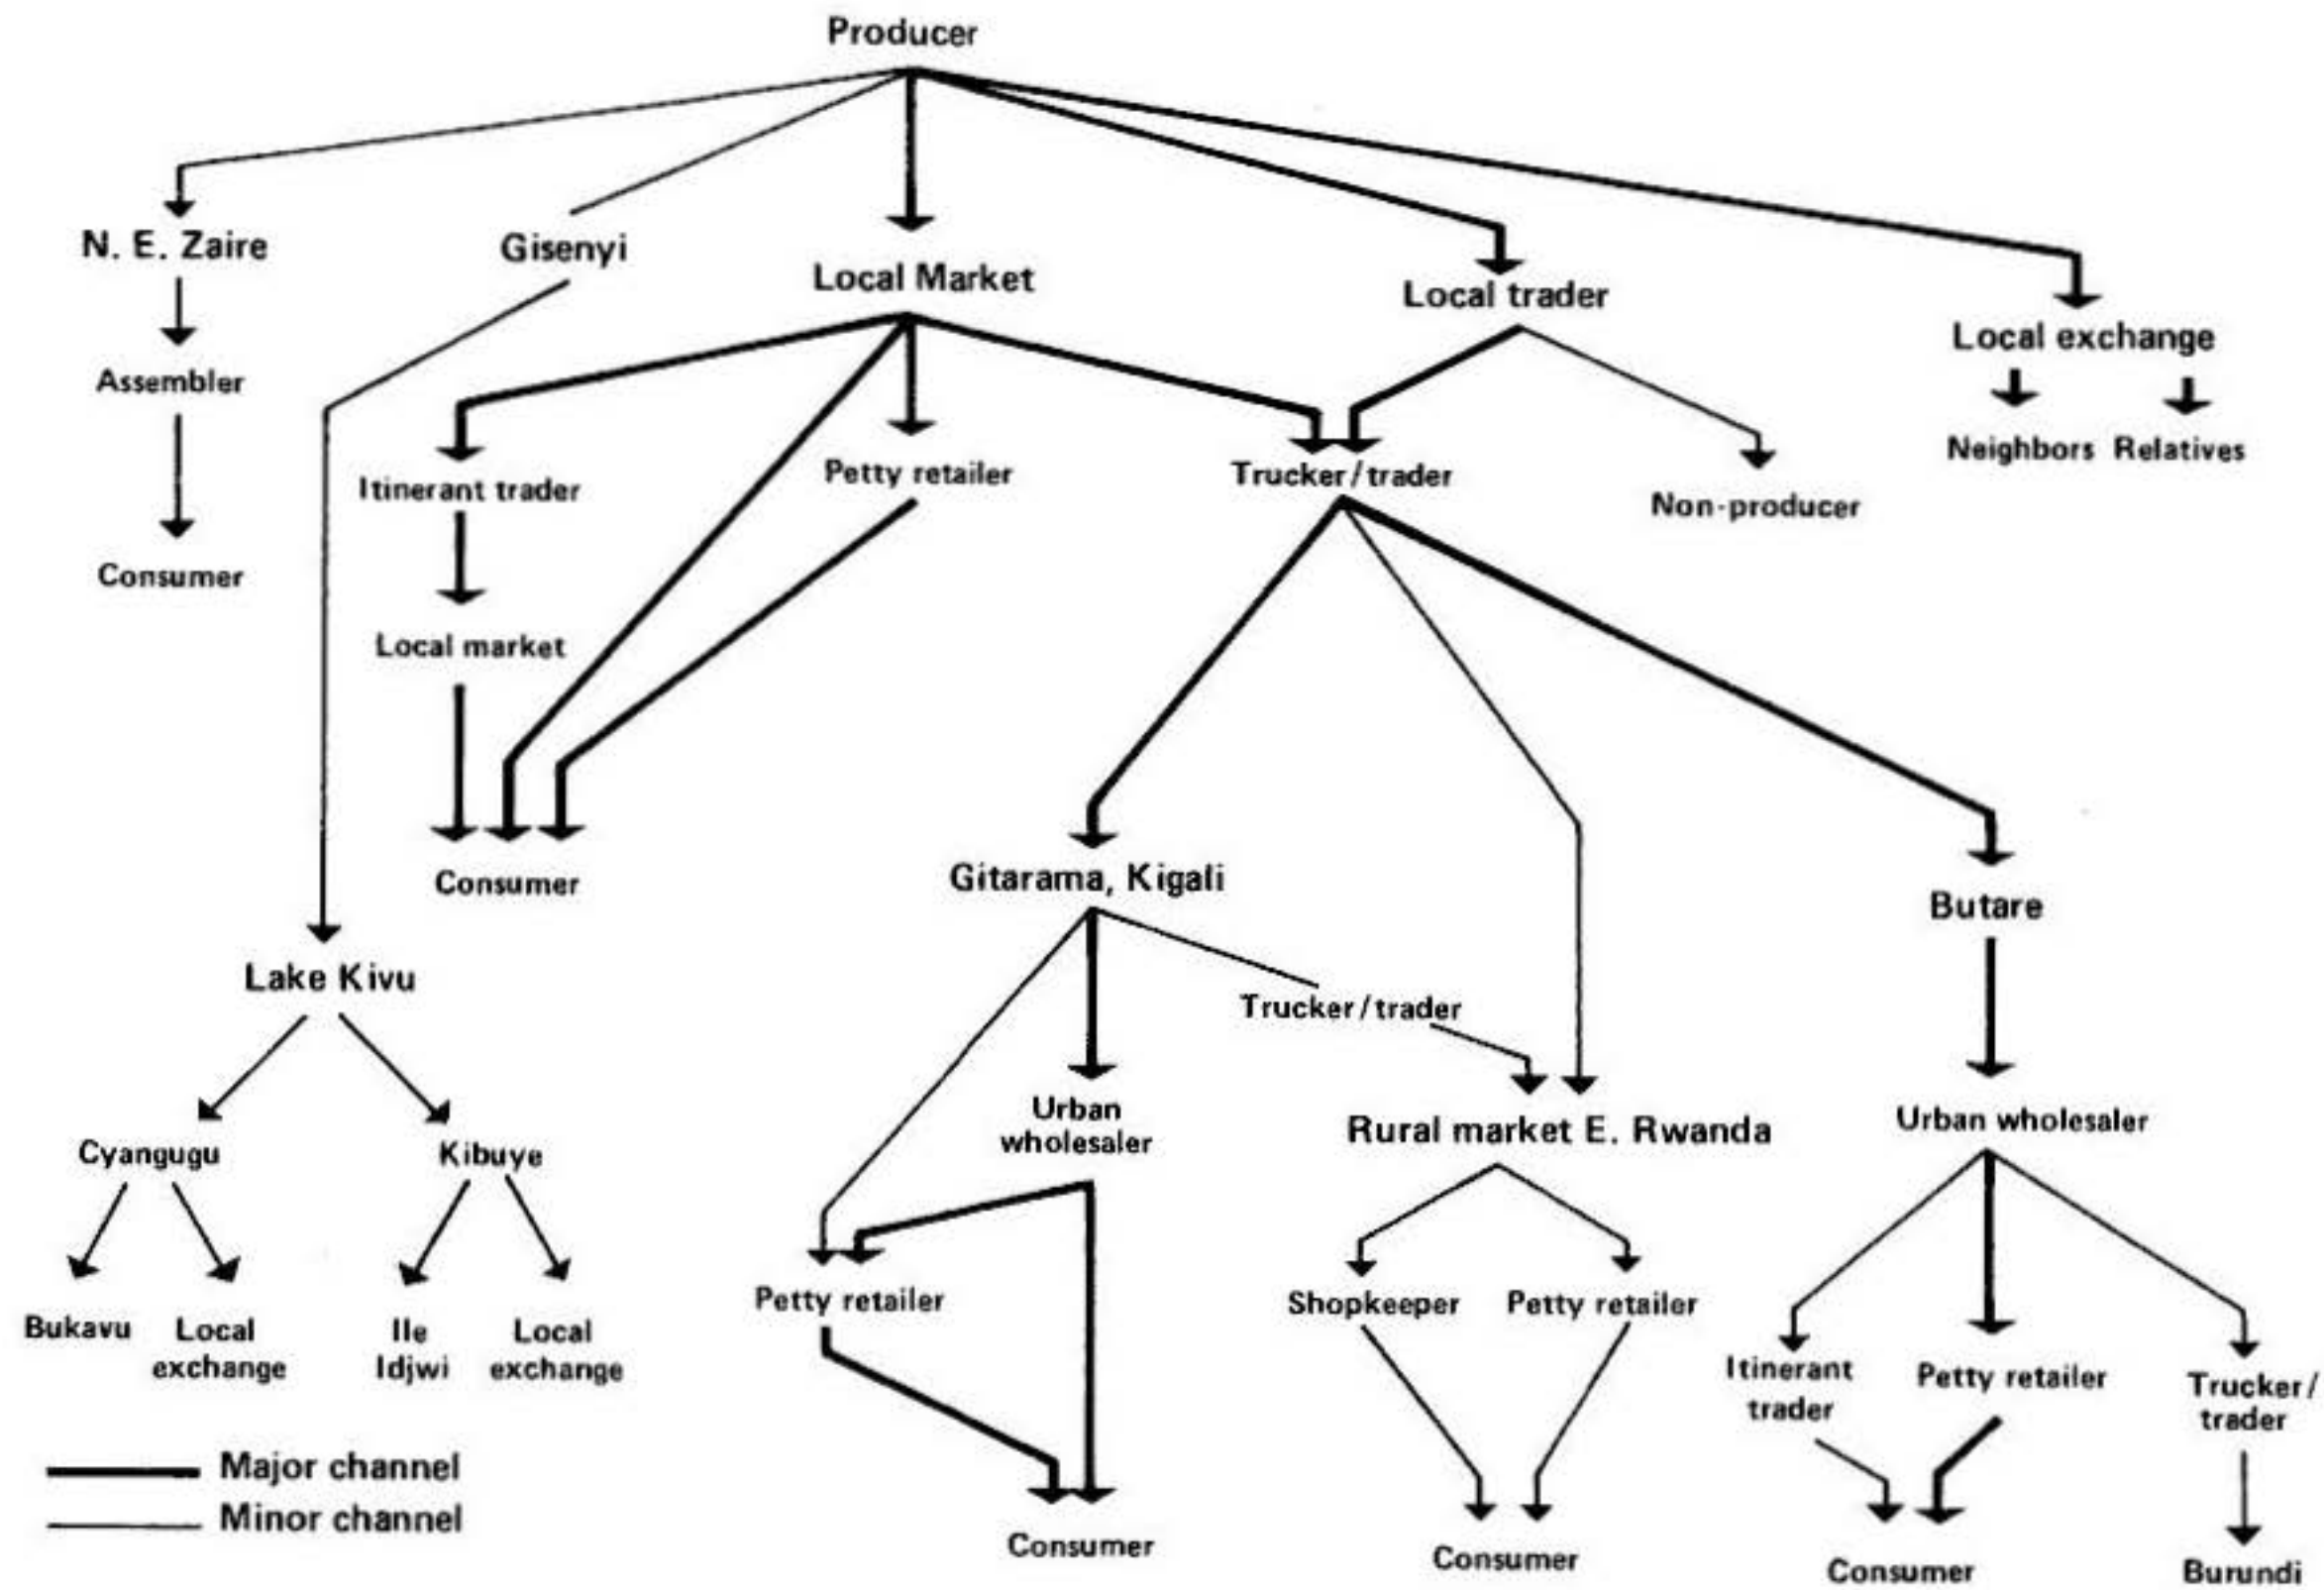 Producer
N. E. Zaire
Gisenyi
Local Market
Local trader
Local exchange
Assembler
Neighbors
Relatives
Itinerant trader
Petty retailer
Trucker/trader
Non-producer
Consumer
Local market
Consumer
Gitarama, Kigali
Butare
Lake Kivu
Trucker/trader
Urban
wholesaler
Rural market E. Rwanda
Urban wholesaler
Cyangugu
Kibuye
Petty retailer
Shopkeeper
Petty retailer
Bukavu
Local
exchange
Ile
Idjwi
Local
exchange
Itinerant
trader
Petty retailer
Trucker/
trader
Major channel
Minor channel
Consumer
Consumer
Consumer
Burundi